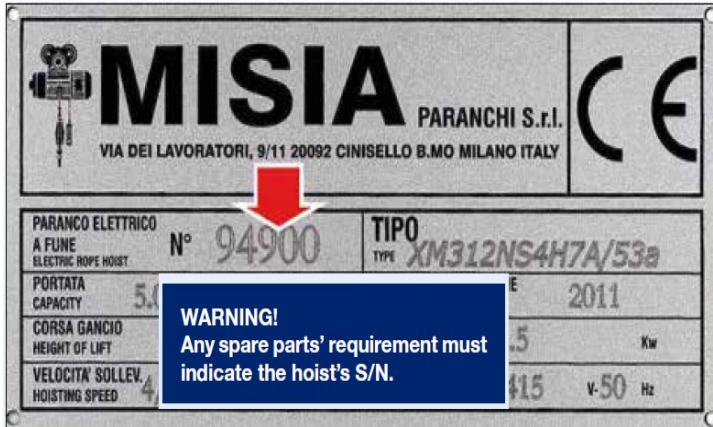 MISIA PARANCHI S.r.l.
VIA DEI LAVORATORI, 9/11 20092 CINISELLO B.MO MILANO ITALY
CE
PARANCO ELETTRICO
A FUNE
ELECTRIC ROPE HOIST
N° 94900
TIPO
TYPE XM312NS4H7A/53a
PORTATA
CAPACITY
2011
CORSA GANCIO
HEIGHT OF LIFT
.5 Kw
VELOCITA' SOLLEV.
HOISTING SPEED
415 V-50 Hz
WARNING!
Any spare parts' requirement must
indicate the hoist's S/N.